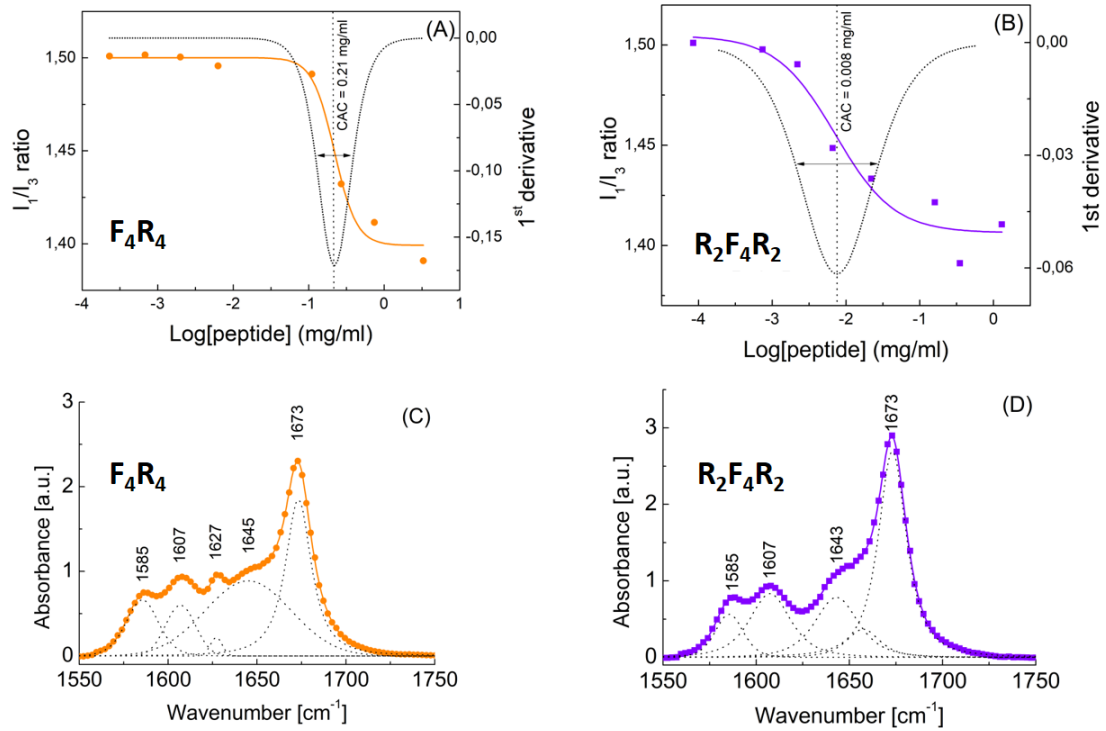 (A)
1,50
1,45
1,40
I₁/I₃ ratio
-4
-3
-2
-1
0
1
Log[peptide] (mg/ml)
0,00
-0,05
-0,10
-0,15
1ˢᵗ derivative
CAC = 0.21 mg/ml
F₄R₄
(B)
1,50
1,45
1,40
I₁/I₃ ratio
-4
-3
-2
-1
0
Log[peptide] (mg/ml)
0,00
-0,03
-0,06
1st derivative
CAC = 0.008 mg/ml
R₂F₄R₂
(C)
3
2
1
0
Absorbance [a.u.]
F₄R₄
1585
1607
1627
1645
1673
1550
1600
1650
1700
1750
Wavenumber [cm⁻¹]
(D)
3
2
1
0
Absorbance [a.u.]
R₂F₄R₂
1585
1607
1643
1673
1550
1600
1650
1700
1750
Wavenumber [cm⁻¹]